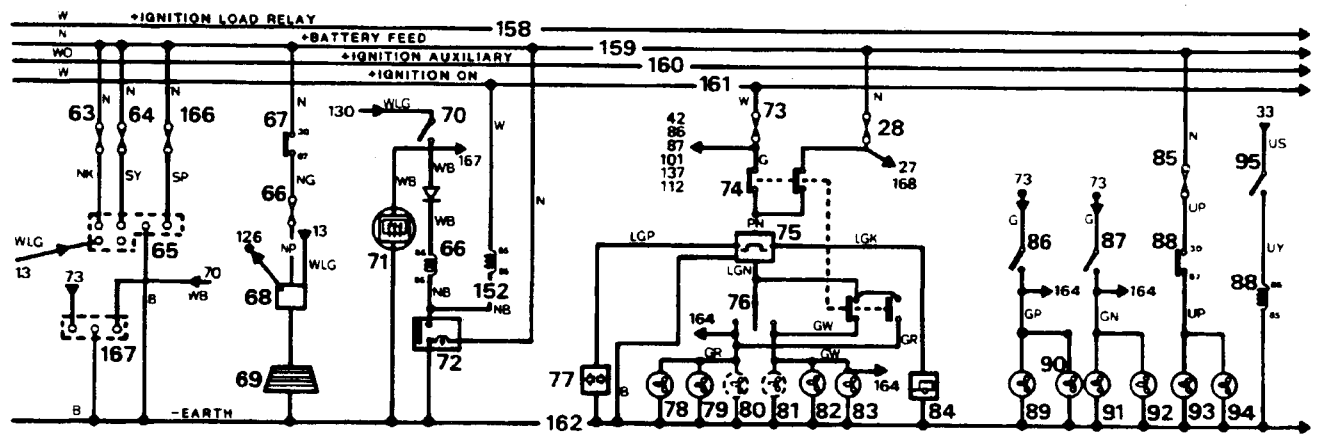 W +IGNITION LOAD RELAY 158
N +BATTERY FEED 159
WO +IGNITION AUXILIARY 160
W +IGNITION ON 161
N N N N 130 WLG 70 W W 73 N N 33
63 64 166 67 30 87 167 42 86 87 101 137 112 28 85 95 US
NK SY SP NG WB WB W G 27 168 UP 73 73
66 WB N 74 G G
WLG 13 65 126 NP 13 WLG 71 66 86 85 86 85 PN 75 LGP LGK 86 87 88 30 87 UY
73 70 WB B 68 NB 152 NB LGN 76 164 164 88 86 85
167 72 164 GW GR GP GN UP
69 77 B GR GW 164 90
B -EARTH 162 78 79 80 81 82 83 84 89 91 92 93 94